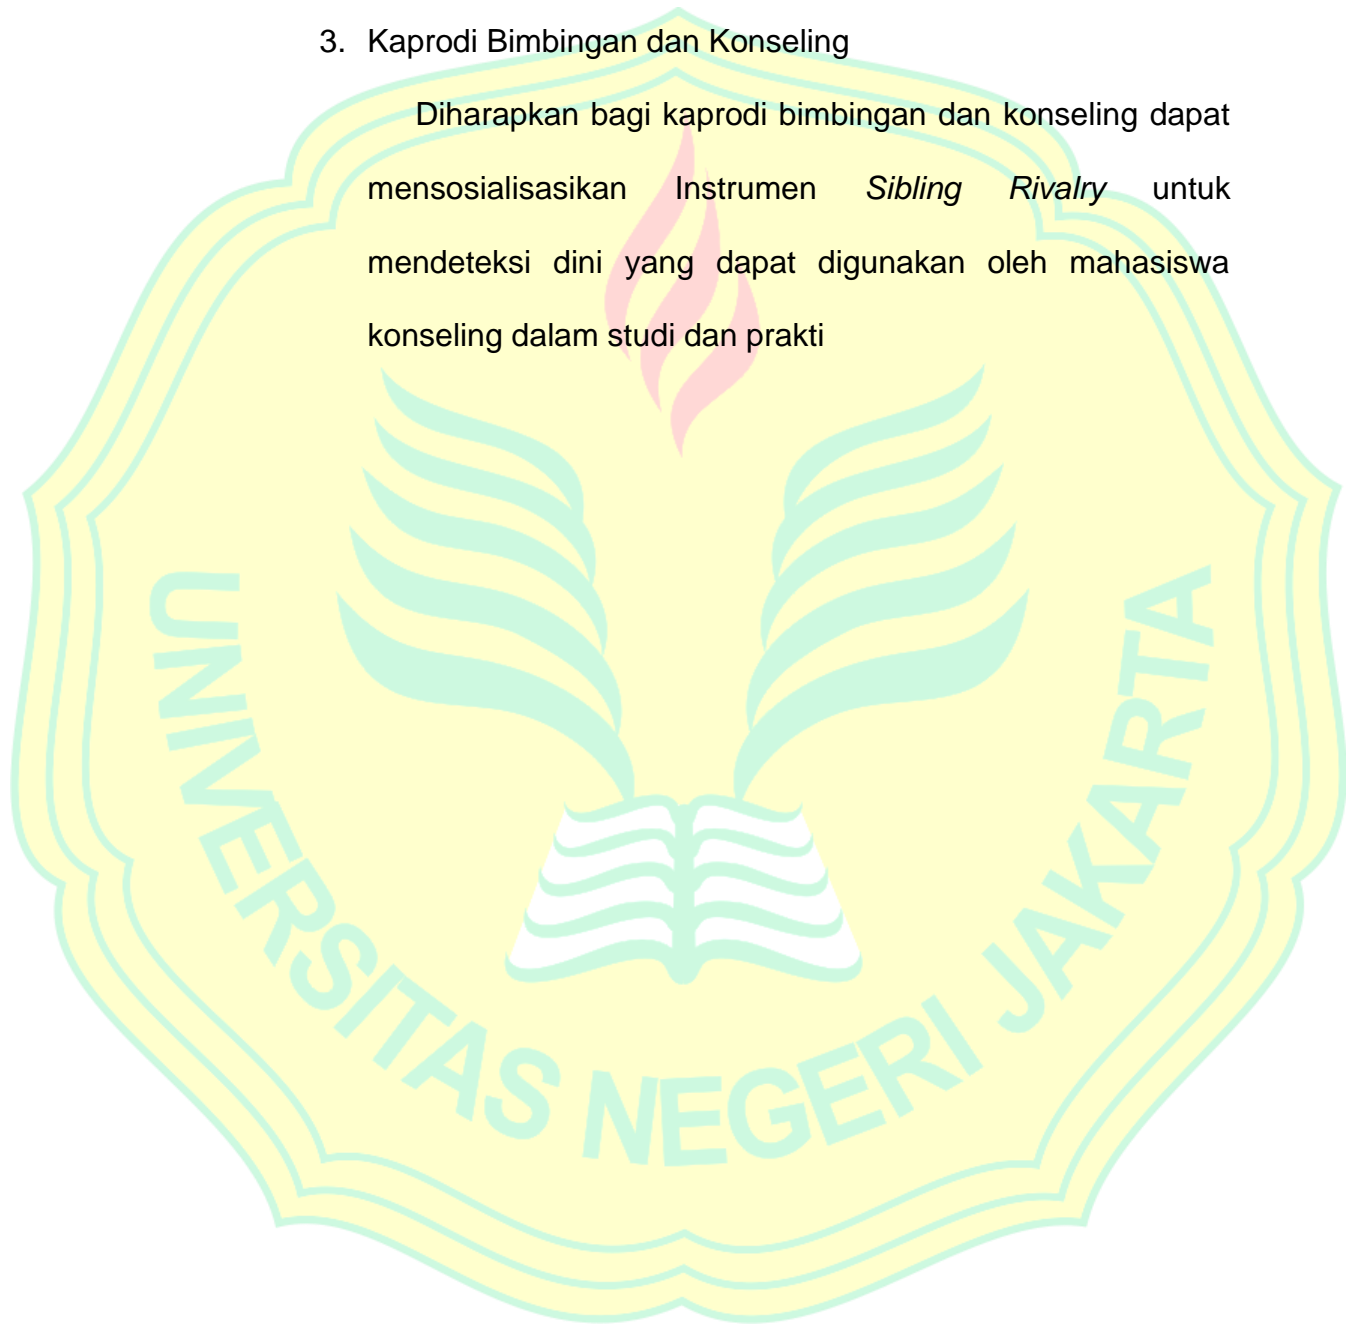 3. Kaprodi Bimbingan dan Konseling
Diharapkan bagi kaprodi bimbingan dan konseling dapat
mensosialisasikan Instrumen Sibling Rivalry untuk
mendeteksi dini yang dapat digunakan oleh mahasiswa
konseling dalam studi dan prakti
UNIVERSITAS NEGERI JAKARTA